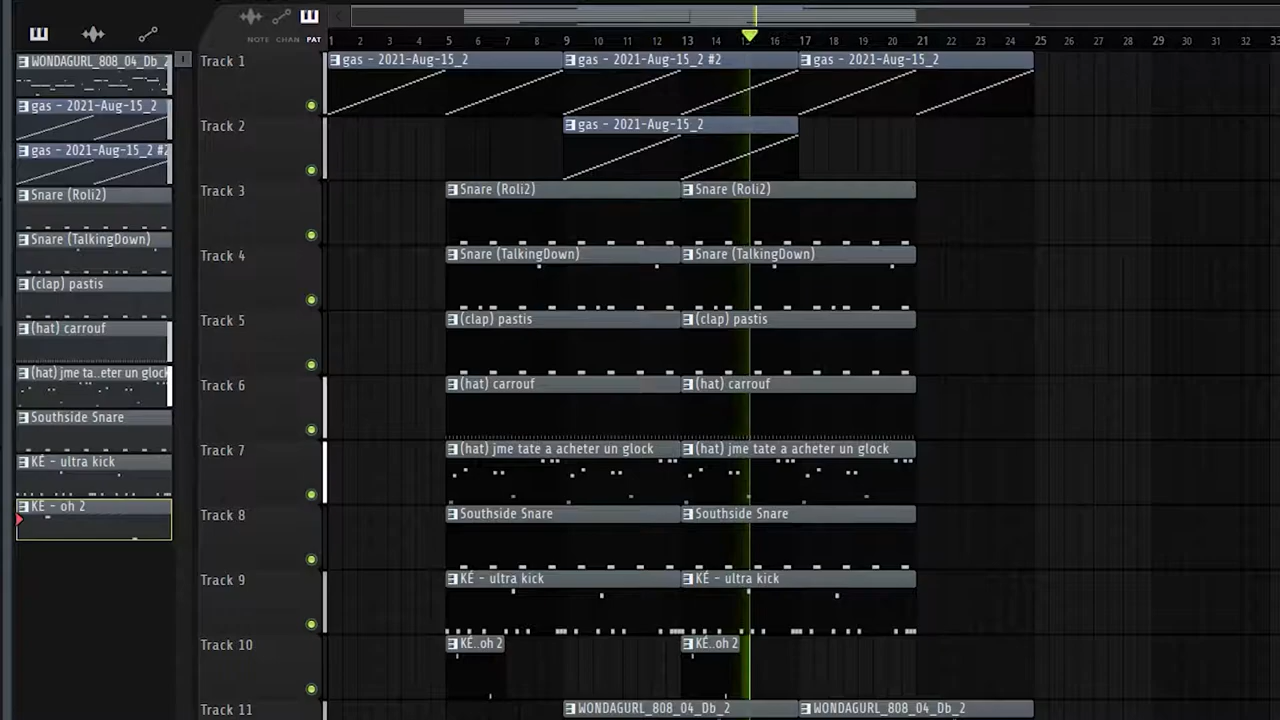 NOTE CHAN PAT
1 2 3 4 5 6 7 8 9 10 11 12 13 14 15 16 17 18 19 20 21 22 23 24 25 26 27 28 29 30 31 32 33
WONDAGURL_808_04_Db_2
gas - 2021-Aug-15_2
gas - 2021-Aug-15_2 #2
Snare (Roli2)
Snare (TalkingDown)
(clap) pastis
(hat) carrouf
(hat) jme ta..eter un glock
Southside Snare
KÉ - ultra kick
KÉ - oh 2
Track 1
gas - 2021-Aug-15_2
gas - 2021-Aug-15_2 #2
gas - 2021-Aug-15_2
Track 2
gas - 2021-Aug-15_2
Track 3
Snare (Roli2)
Snare (Roli2)
Track 4
Snare (TalkingDown)
Snare (TalkingDown)
Track 5
(clap) pastis
(clap) pastis
Track 6
(hat) carrouf
(hat) carrouf
Track 7
(hat) jme tate a acheter un glock
(hat) jme tate a acheter un glock
Track 8
Southside Snare
Southside Snare
Track 9
KÉ - ultra kick
KÉ - ultra kick
Track 10
KÉ..oh 2
KÉ..oh 2
Track 11
WONDAGURL_808_04_Db_2
WONDAGURL_808_04_Db_2